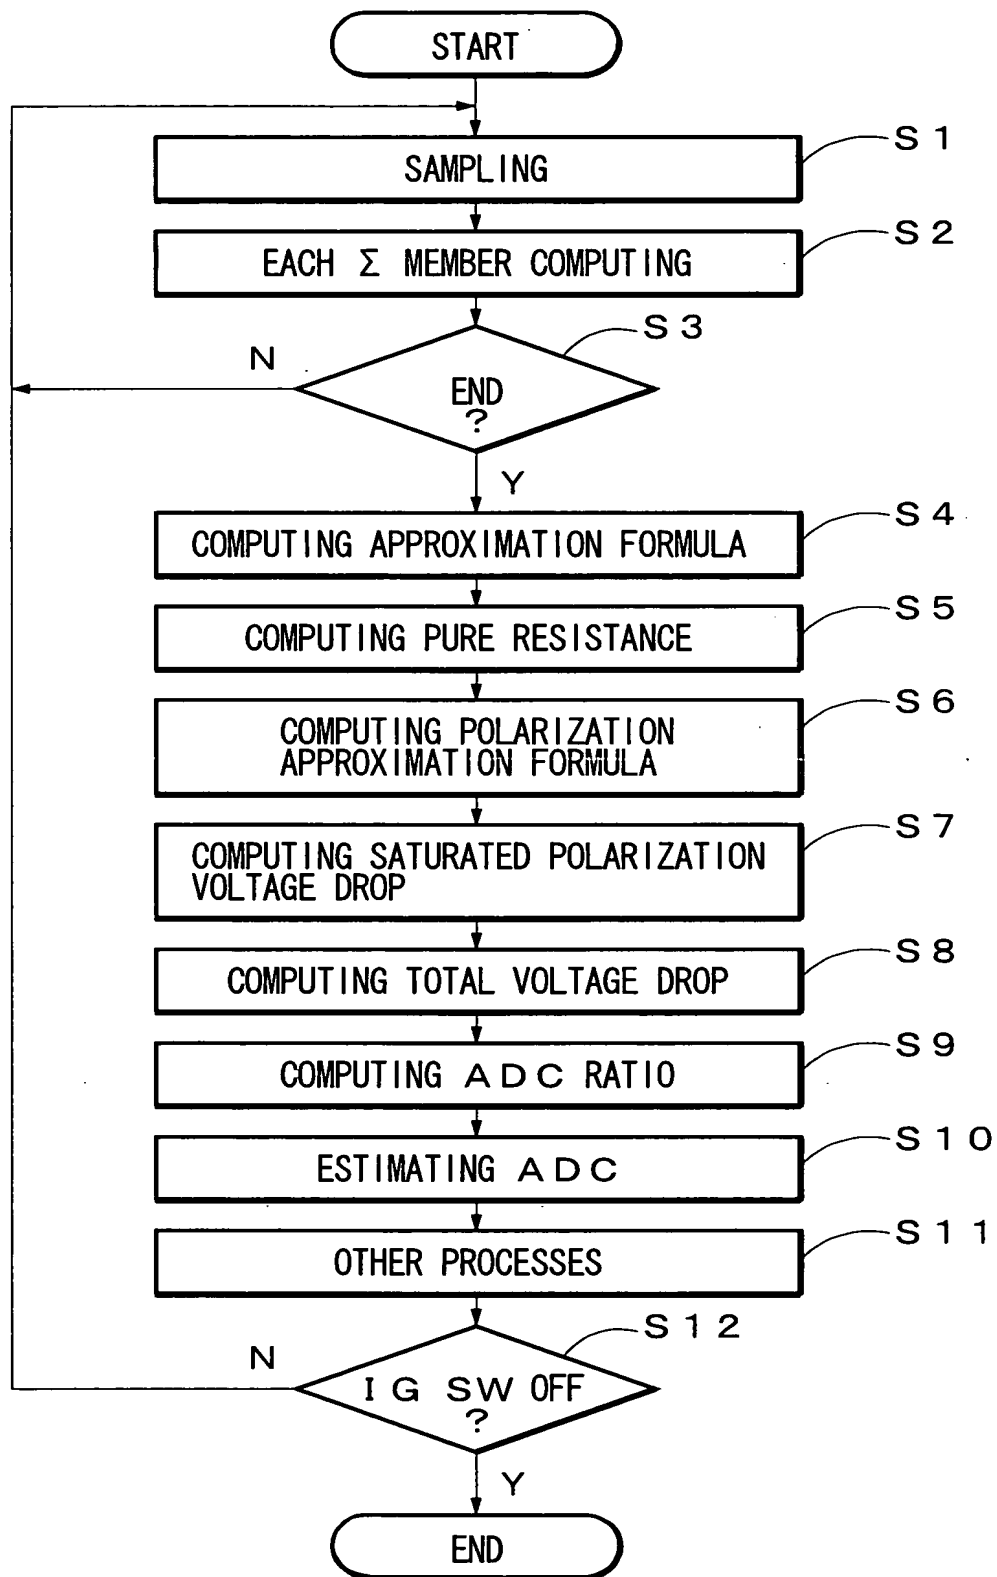 START
S1
SAMPLING
S2
EACH Σ MEMBER COMPUTING
S3
N
END
?
Y
S4
COMPUTING APPROXIMATION FORMULA
S5
COMPUTING PURE RESISTANCE
S6
COMPUTING POLARIZATION
APPROXIMATION FORMULA
S7
COMPUTING SATURATED POLARIZATION
VOLTAGE DROP
S8
COMPUTING TOTAL VOLTAGE DROP
S9
COMPUTING ADC RATIO
S10
ESTIMATING ADC
S11
OTHER PROCESSES
S12
N
IG SW OFF
?
Y
END